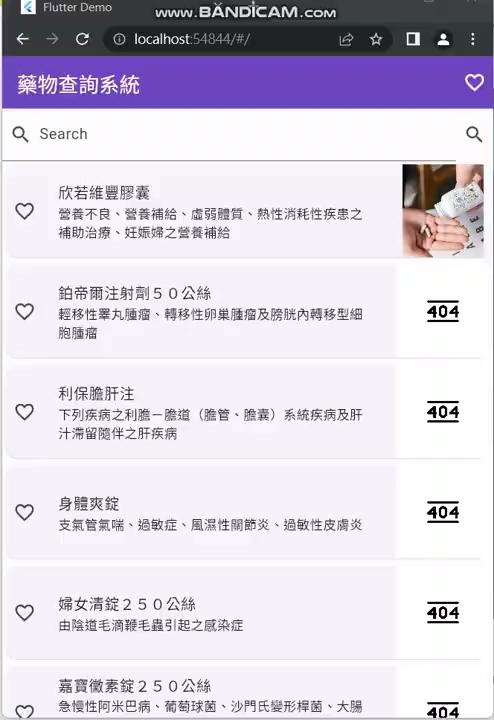 Flutter Demo
www.BANDICAM.com
localhost:54844/#/
藥物查詢系統
Search
欣若維豐膠囊
營養不良、營養補給、虛弱體質、熱性消耗性疾患之
補助治療、妊娠婦之營養補給
鉑帝爾注射劑５０公絲
輕移性睪丸腫瘤、轉移性卵巢腫瘤及膀胱內轉移型細
胞腫瘤
404
利保膽肝注
下列疾病之利膽－膽道（膽管、膽囊）系統疾病及肝
汁滯留隨伴之肝疾病
404
身體爽錠
支氣管氣喘、過敏症、風濕性關節炎、過敏性皮膚炎
404
婦女清錠２５０公絲
由陰道毛滴鞭毛蟲引起之感染症
404
嘉寶黴素錠２５０公絲
急慢性阿米巴病、葡萄球菌、沙門氏變形桿菌、大腸
404